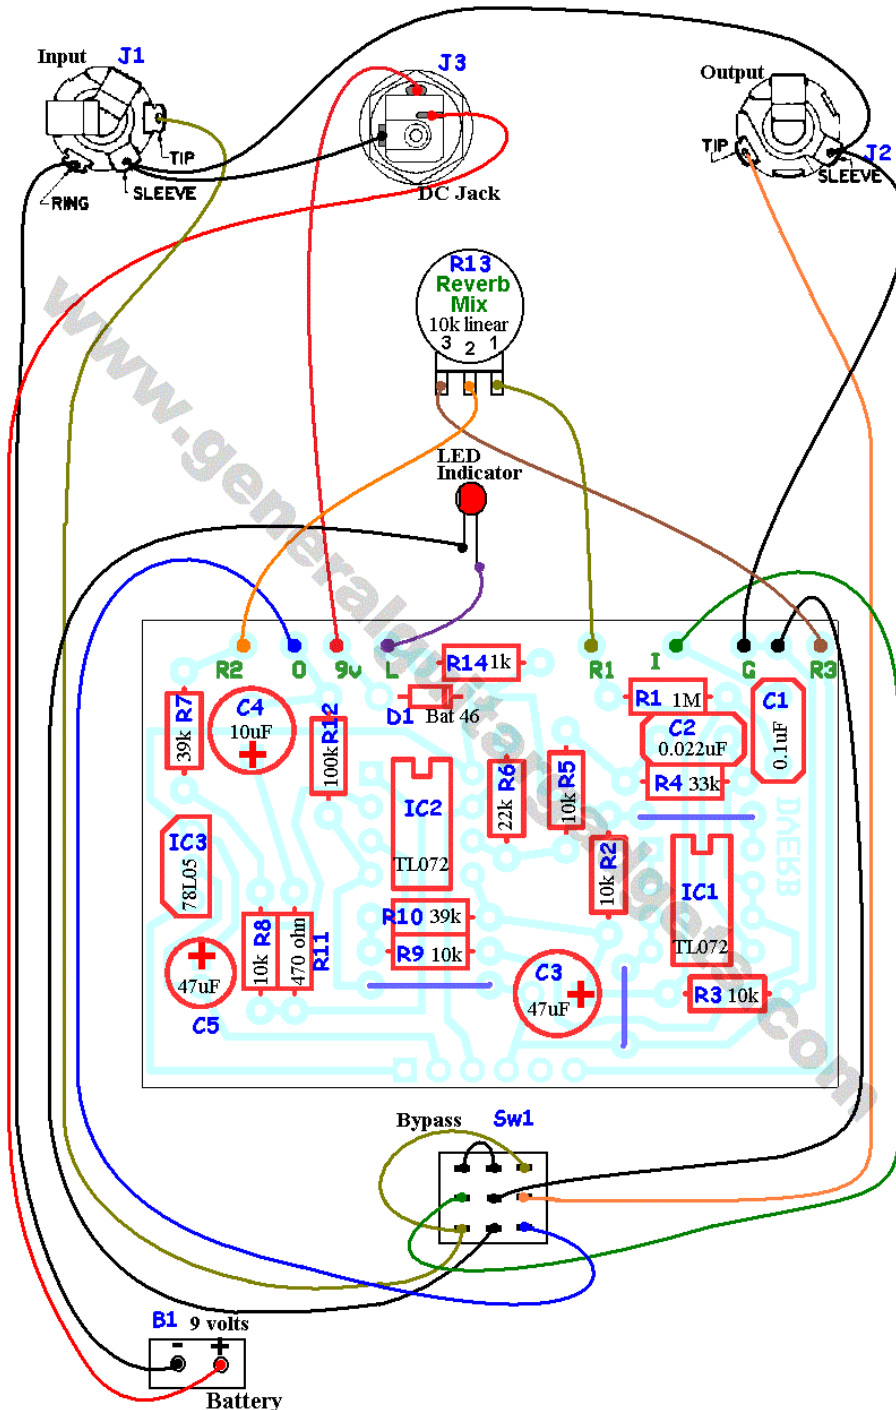 Input
J1
TIP
RING
SLEEVE
J3
DC Jack
Output
TIP
J2
SLEEVE
R13
Reverb
Mix
10k linear
3 2 1
LED
Indicator
www.generalguitargadgets.com
R2
O
9v
L
R1
I
G
R3
R14 1k
D1
Bat 46
R7
39k
C4
10uF
R12
100k
R1 1M
C2
0.022uF
C1
0.1uF
R4 33k
IC2
TL072
R6
22k
R5
10k
IC3
78L05
R2
10k
IC1
TL072
DVERB
R10 39k
R9 10k
R8
10k
R11
470 ohn
47uF
C5
C3
47uF
R3 10k
Bypass
Sw1
B1 9 volts
- +
Battery